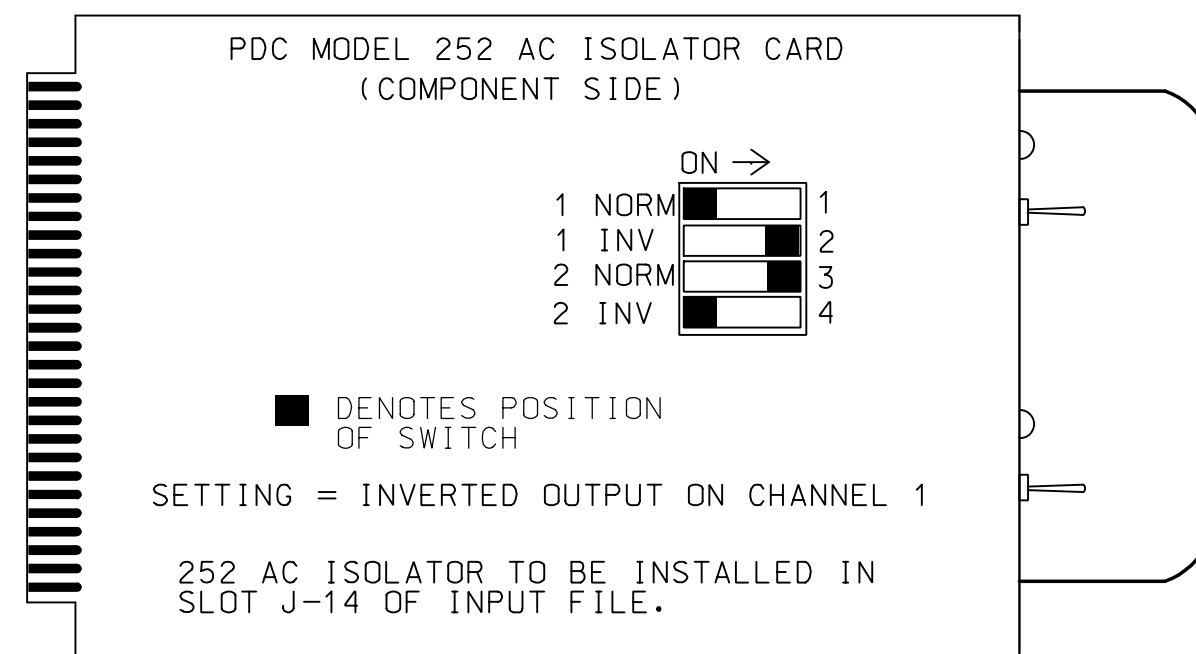 PDC MODEL 252 AC ISOLATOR CARD
(COMPONENT SIDE)
ON →
1 NORM 1
1 INV 2
2 NORM 3
2 INV 4
DENOTES POSITION
OF SWITCH
SETTING = INVERTED OUTPUT ON CHANNEL 1
252 AC ISOLATOR TO BE INSTALLED IN
SLOT J-14 OF INPUT FILE.